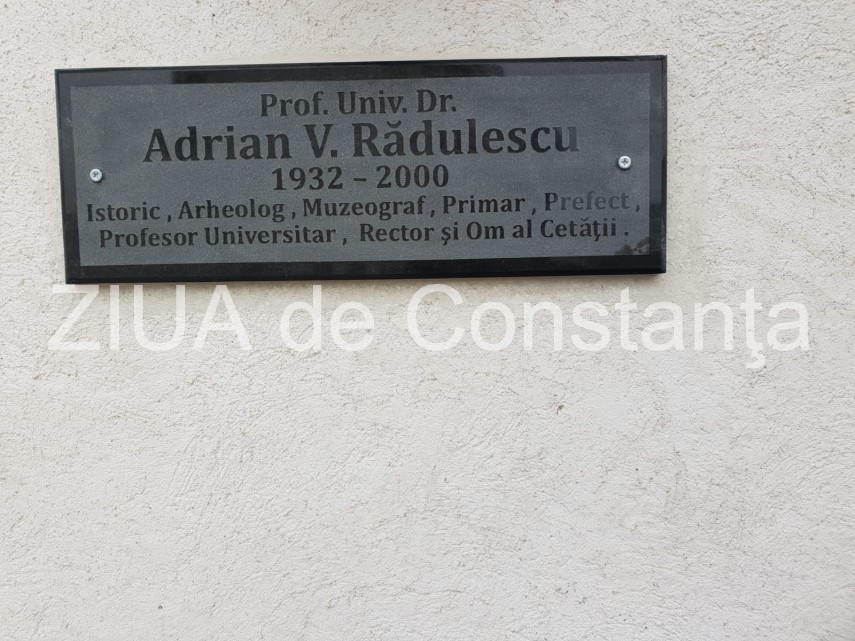 Prof. Univ. Dr.
Adrian V. Rădulescu
1932 – 2000
Istoric , Arheolog , Muzeograf , Primar , Prefect ,
Profesor Universitar , Rector şi Om al Cetăţii .
ZIUA de Constanţa